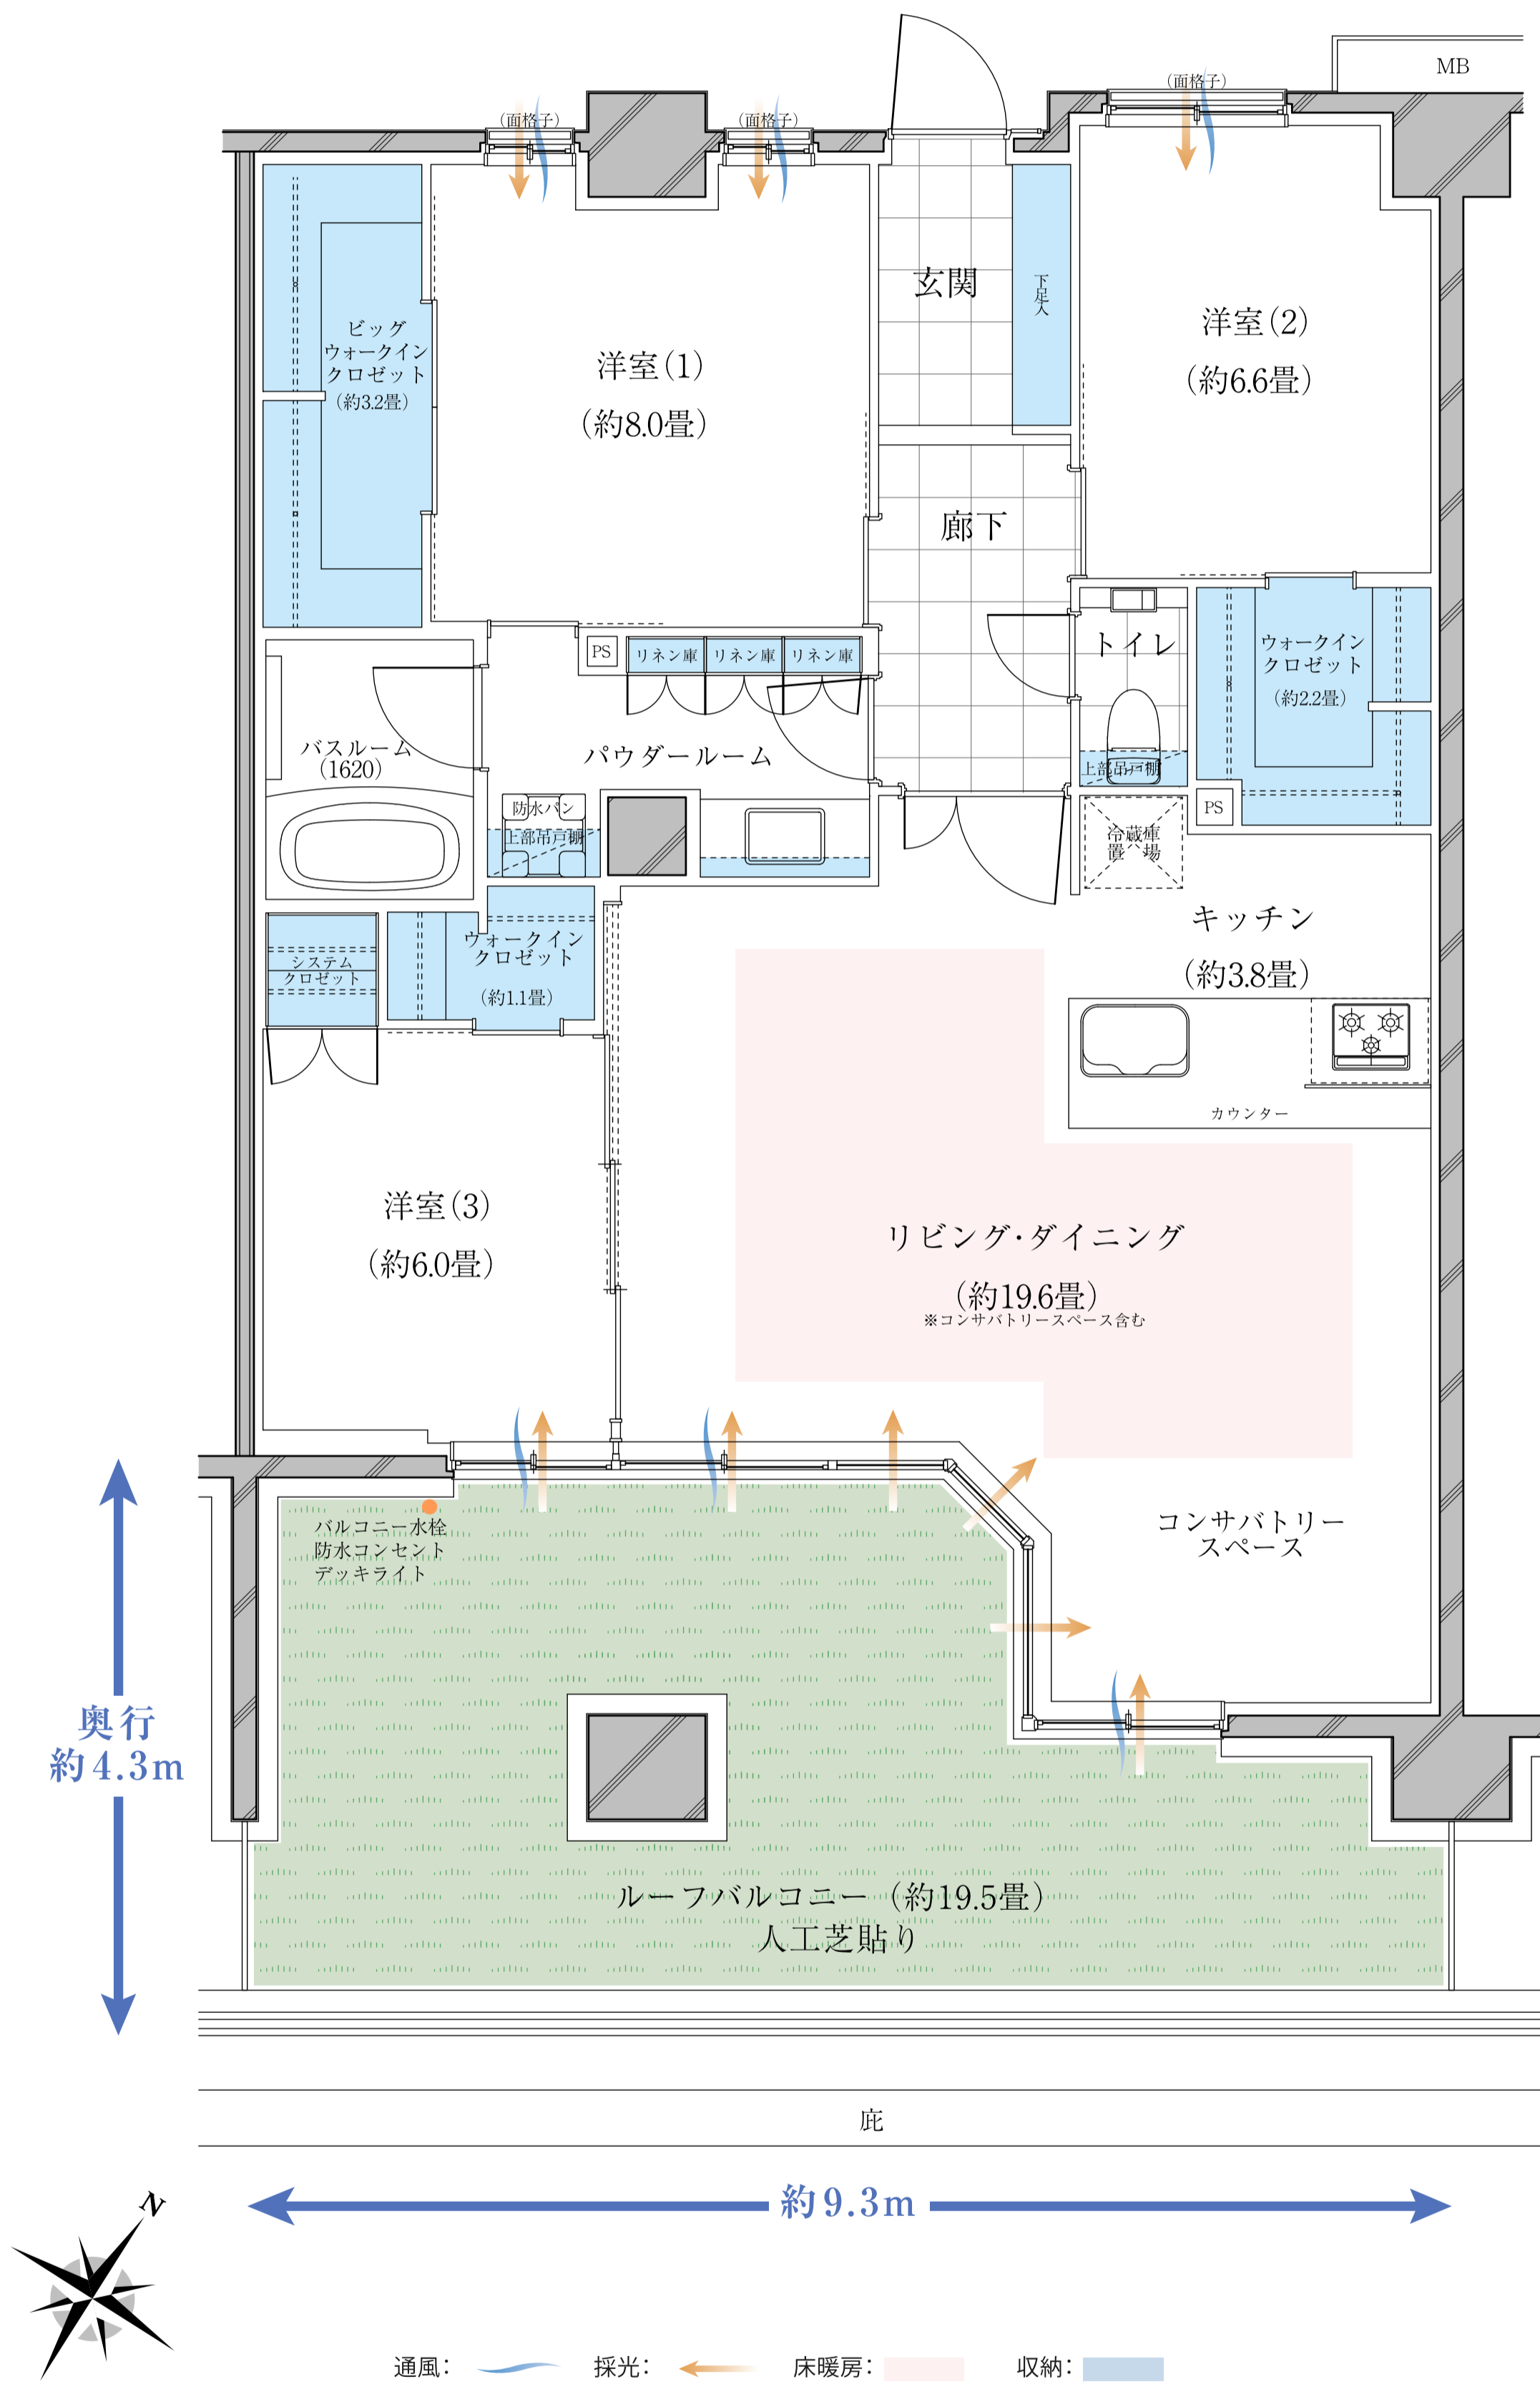 MB
(面格子)
(面格子)
(面格子)
玄関
下足入
洋室(2)
(約6.6畳)
ビッグ
ウォークイン
クロゼット
(約3.2畳)
洋室(1)
(約8.0畳)
廊下
PS
リネン庫
リネン庫
リネン庫
トイレ
ウォークイン
クロゼット
(約2.2畳)
バスルーム
(1620)
パウダールーム
上部吊戸棚
防水パン
上部吊戸棚
PS
冷蔵庫
置場
キッチン
(約3.8畳)
システム
クロゼット
ウォークイン
クロゼット
(約1.1畳)
カウンター
洋室(3)
(約6.0畳)
リビング・ダイニング
(約19.6畳)
※コンサバトリースペース含む
バルコニー水栓
防水コンセント
デッキライト
コンサバトリー
スペース
奥行
約4.3m
ルーフバルコニー(約19.5畳)
人工芝貼り
庇
約9.3m
N
通風:
採光:
床暖房:
収納: